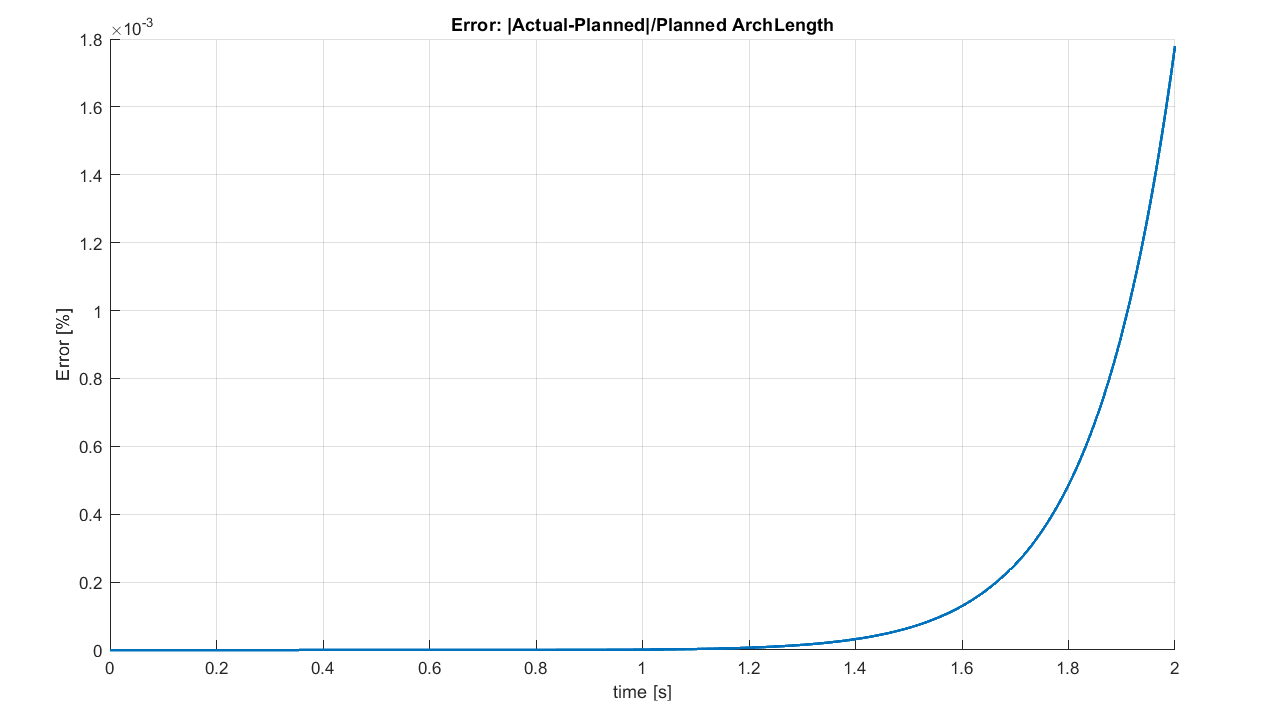 Error: |Actual-Planned|/Planned ArchLength
×10-3
1.8
1.6
1.4
1.2
1
0.8
0.6
0.4
0.2
0
Error [%]
0 0.2 0.4 0.6 0.8 1 1.2 1.4 1.6 1.8 2
time [s]